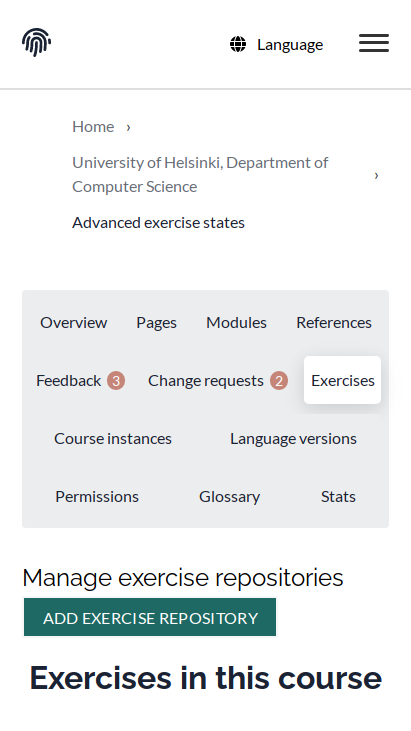 Language
Home ›
University of Helsinki, Department of
Computer Science ›
Advanced exercise states
Overview Pages Modules References
Feedback 3 Change requests 2 Exercises
Course instances Language versions
Permissions Glossary Stats
Manage exercise repositories
ADD EXERCISE REPOSITORY
Exercises in this course